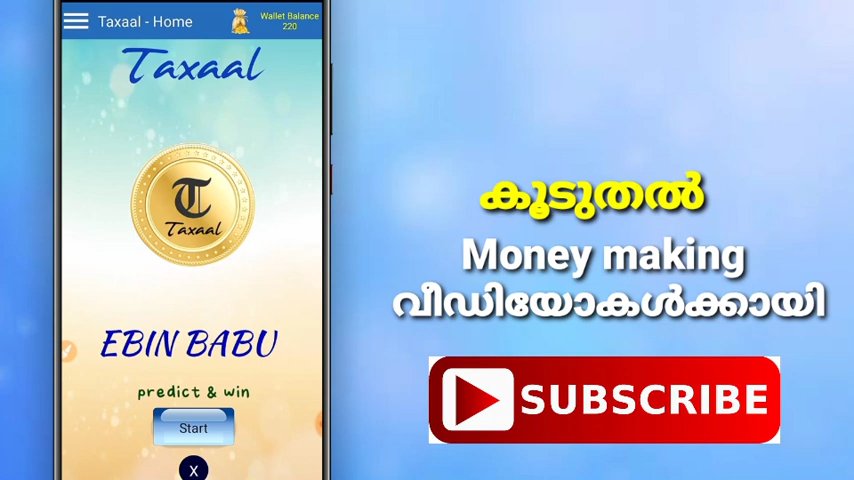 Taxaal - Home
Wallet Balance
220
Taxaal
T
Taxaal
EBIN BABU
predict & win
Start
X
കൂടുതൽ
Money making
വീഡിയോകൾക്കായി
SUBSCRIBE